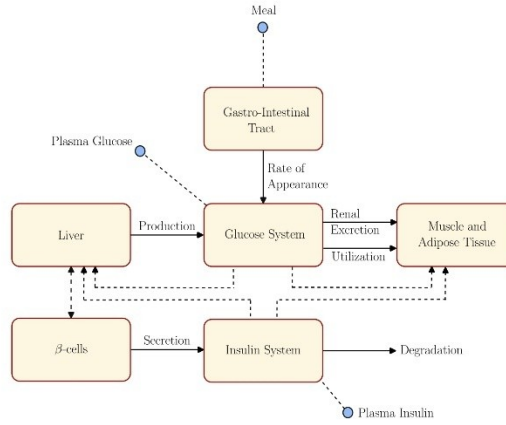 Meal
Gastro-Intestinal
Tract
Plasma Glucose
Rate of
Appearance
Liver
Production
Glucose System
Renal
Excretion
Utilization
Muscle and
Adipose Tissue
β-cells
Secretion
Insulin System
Degradation
Plasma Insulin